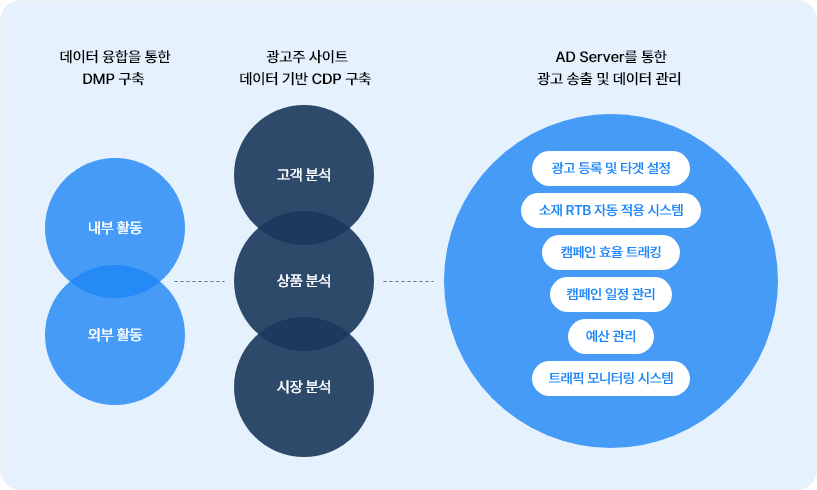 데이터 융합을 통한
DMP 구축
내부 활동
외부 활동
광고주 사이트
데이터 기반 CDP 구축
고객 분석
상품 분석
시장 분석
AD Server를 통한
광고 송출 및 데이터 관리
광고 등록 및 타겟 설정
소재 RTB 자동 적용 시스템
캠페인 효율 트래킹
캠페인 일정 관리
예산 관리
트래픽 모니터링 시스템